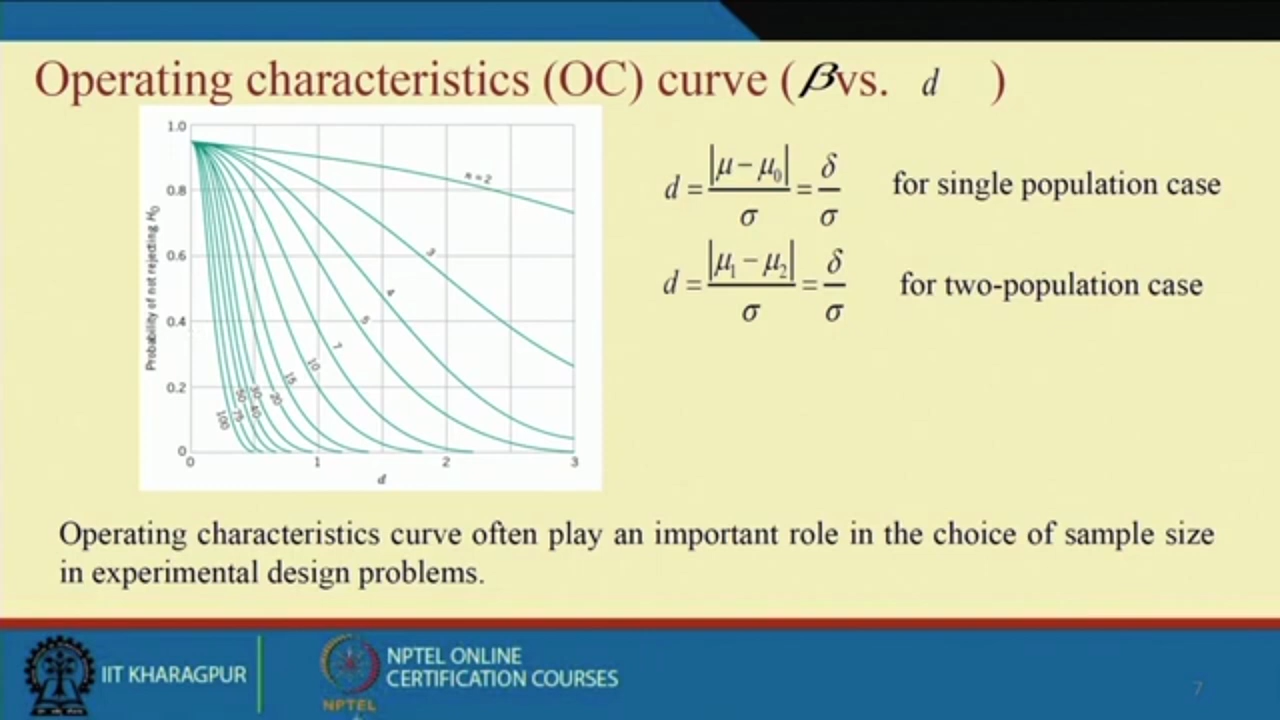 Operating characteristics (OC) curve (βvs. d )
1.0
0.8
0.6
0.4
0.2
0
0
1
2
3
Probability of not rejecting H₀
d
n = 2
3
4
5
7
10
15
20
30
40
50
75
100
d = |μ − μ₀| / σ = δ / σ for single population case
d = |μ₁ − μ₂| / σ = δ / σ for two-population case
Operating characteristics curve often play an important role in the choice of sample size
in experimental design problems.
IIT KHARAGPUR
NPTEL
NPTEL ONLINE
CERTIFICATION COURSES
7